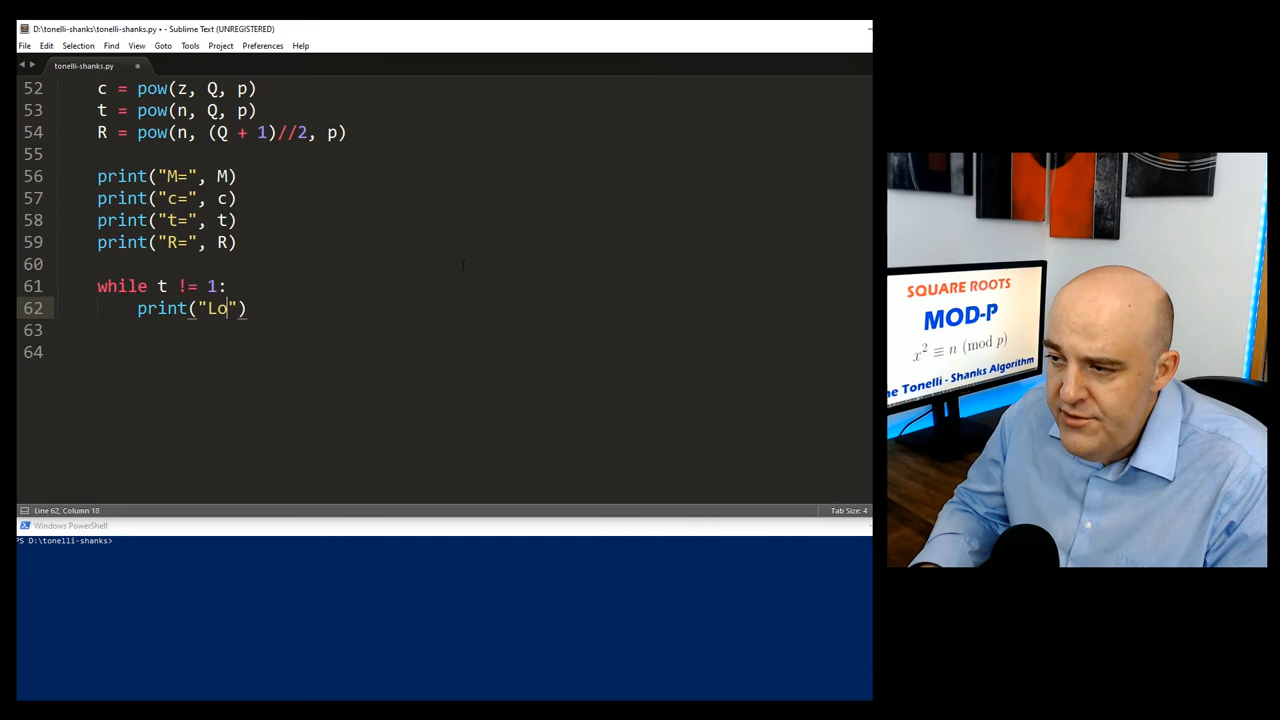 D:\tonelli-shanks\tonelli-shanks.py • - Sublime Text (UNREGISTERED)
File Edit Selection Find View Goto Tools Project Preferences Help
tonelli-shanks.py
52 c = pow(z, Q, p)
53 t = pow(n, Q, p)
54 R = pow(n, (Q + 1)//2, p)
55
56 print("M=", M)
57 print("c=", c)
58 print("t=", t)
59 print("R=", R)
60
61 while t != 1:
62 print("Lo")
63
64
Line 62, Column 18
Tab Size: 4
Windows PowerShell
PS D:\tonelli-shanks>
SQUARE ROOTS
MOD-P
x² ≡ n (mod p)
he Tonelli - Shanks Algorithm